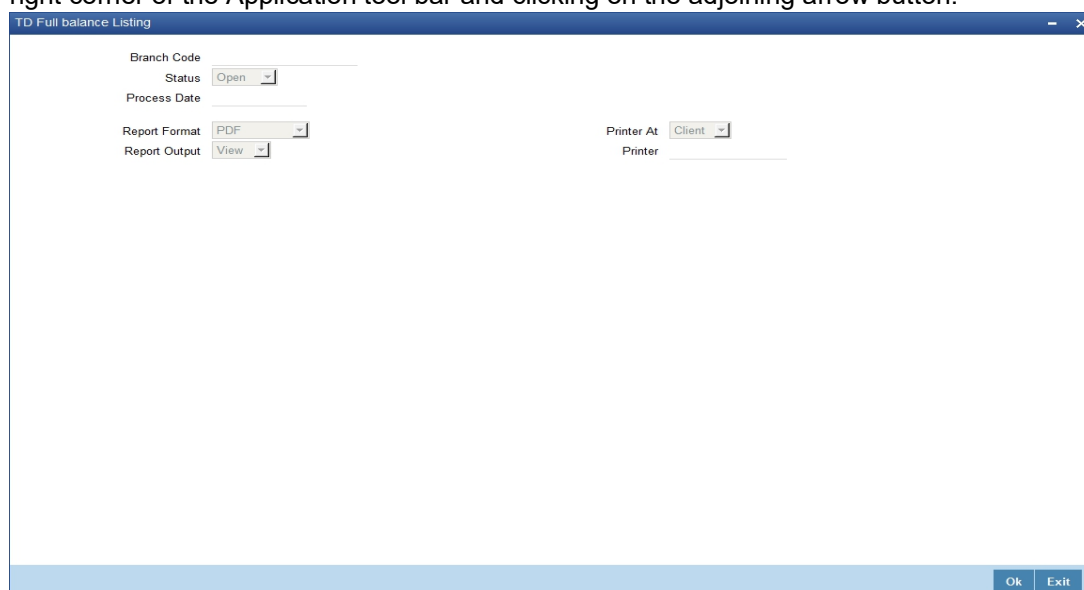 right corner of the Application tool bar and clicking on the adjoining arrow button.
TD Full balance Listing
Branch Code
Status Open
Process Date
Report Format PDF Printer At Client
Report Output View Printer
Ok Exit